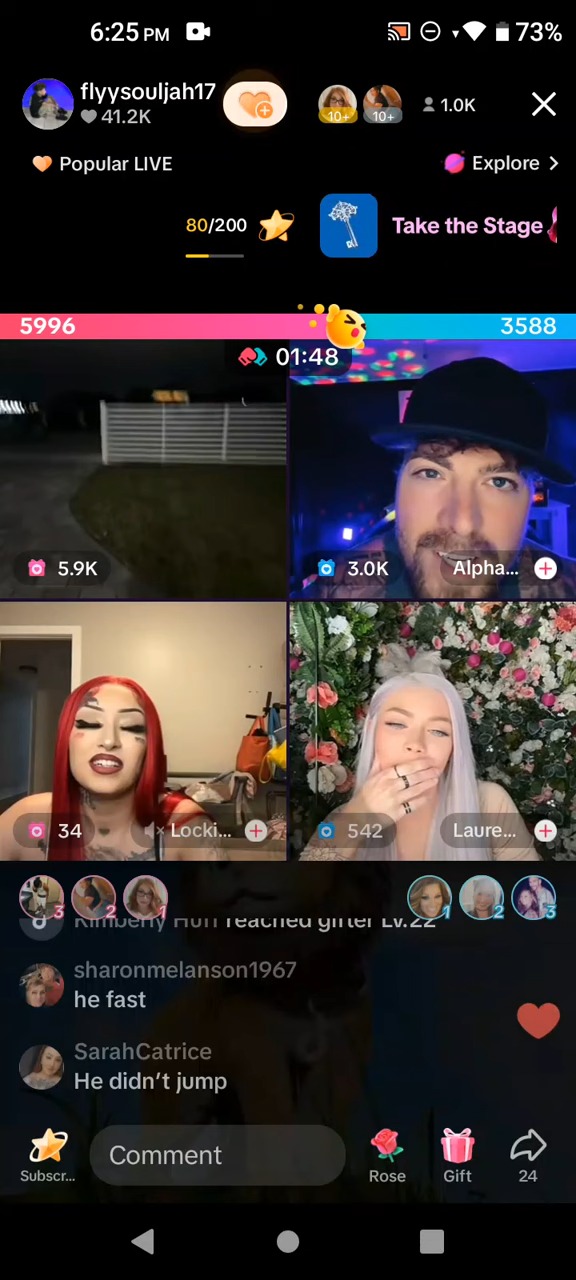 6:25 PM
73%
flyysouljah17
41.2K
10+
10+
1.0K
Popular LIVE
Explore >
80/200
Take the Stage
5996
3588
01:48
5.9K
3.0K
Alpha...
34
Locki...
542
Laure...
3
2
1
1
2
3
Kimberly Huff reached gifter Lv.22
sharonmelanson1967
he fast
SarahCatrice
He didn't jump
Subscr...
Comment
Rose
Gift
24